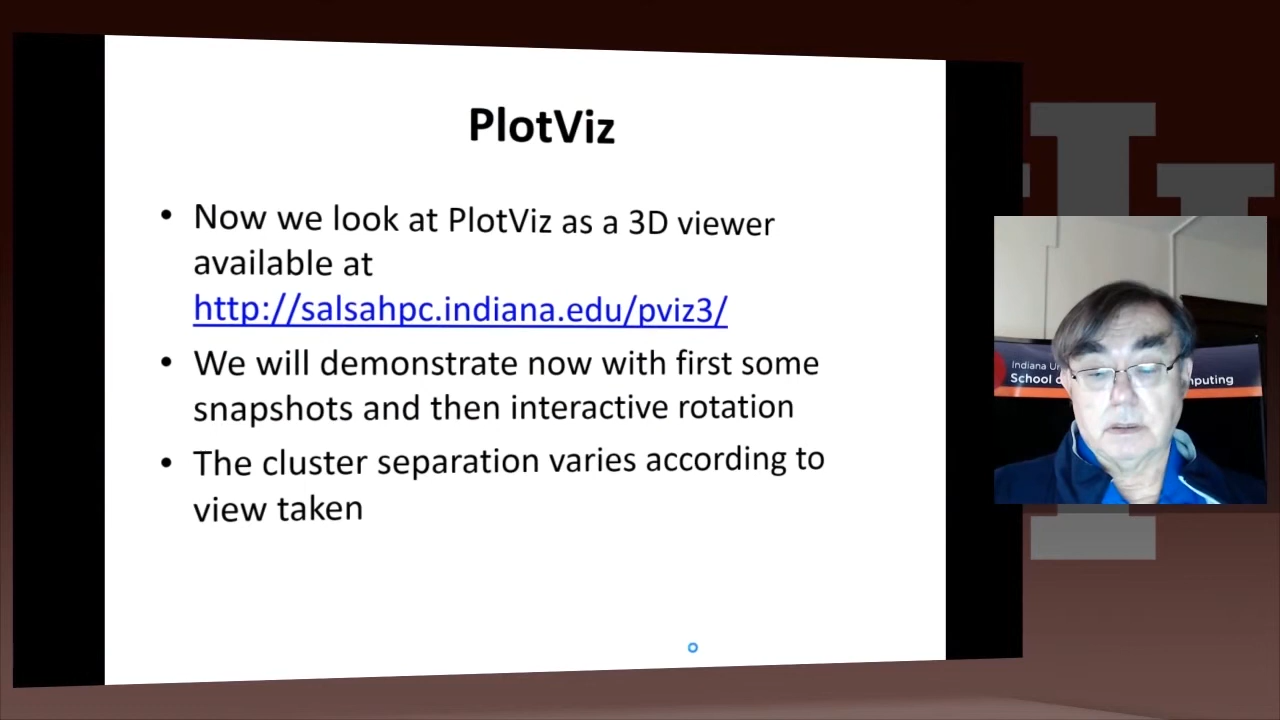 PlotViz
• Now we look at PlotViz as a 3D viewer
available at
http://salsahpc.indiana.edu/pviz3/
• We will demonstrate now with first some
snapshots and then interactive rotation
• The cluster separation varies according to
view taken
Indiana
School